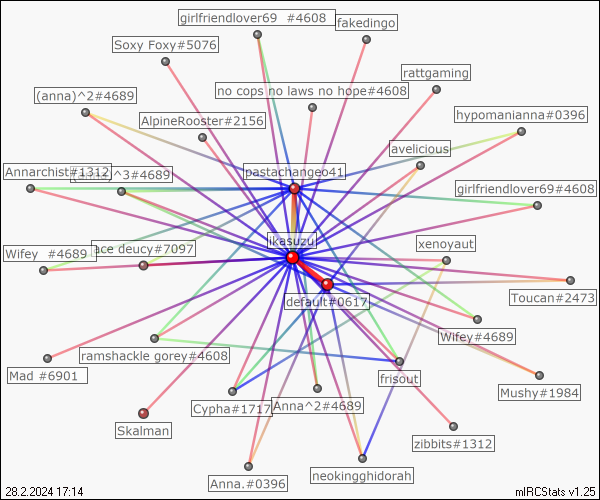 girlfriendlover69 #4608
fakedingo
Soxy Foxy#5076
rattgaming
(anna)^2#4689
no cops no laws no hope#4608
hypomanianna#0396
AlpineRooster#2156
avelicious
Annarchist#1312
^3#4689
pastachangeo41
girlfriendlover69#4608
ikasuzu
xenoyaut
Wifey #4689
ace deucy#7097
Toucan#2473
default#0617
Wifey#4689
ramshackle gorey#4608
Mad #6901
frisout
Mushy#1984
Cypha#1717
Anna^2#4689
Skalman
zibbits#1312
neokingghidorah
Anna.#0396
28.2.2024 17:14
mIRCStats v1.25